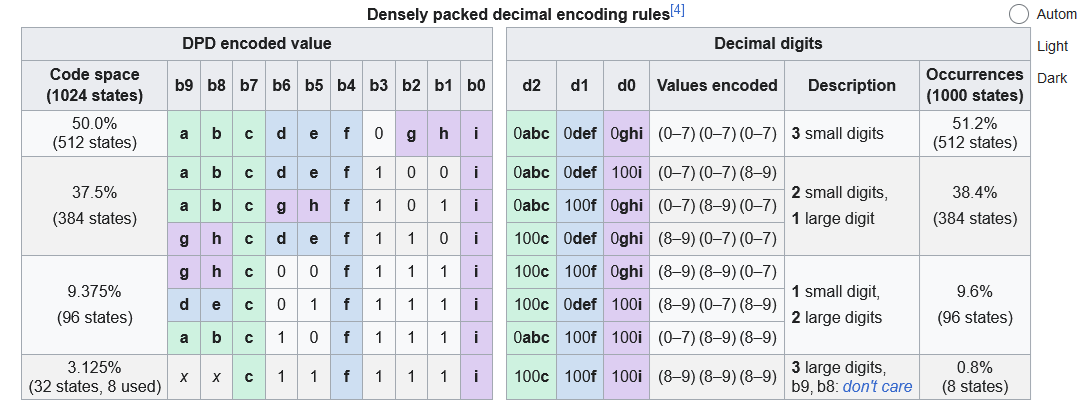 Densely packed decimal encoding rules[4]
Autom
Light
Dark
DPD encoded value Decimal digits
Code space (1024 states) b9 b8 b7 b6 b5 b4 b3 b2 b1 b0 d2 d1 d0 Values encoded Description Occurrences (1000 states)
50.0% (512 states) a b c d e f 0 g h i 0abc 0def 0ghi (0–7) (0–7) (0–7) 3 small digits 51.2% (512 states)
37.5% (384 states) a b c d e f 1 0 0 i 0abc 0def 100i (0–7) (0–7) (8–9) 2 small digits, 1 large digit 38.4% (384 states)
a b c g h f 1 0 1 i 0abc 100f 0ghi (0–7) (8–9) (0–7)
g h c d e f 1 1 0 i 100c 0def 0ghi (8–9) (0–7) (0–7)
9.375% (96 states) g h c 0 0 f 1 1 1 i 100c 100f 0ghi (8–9) (8–9) (0–7) 1 small digit, 2 large digits 9.6% (96 states)
d e c 0 1 f 1 1 1 i 100c 0def 100i (8–9) (0–7) (8–9)
a b c 1 0 f 1 1 1 i 0abc 100f 100i (0–7) (8–9) (8–9)
3.125% (32 states, 8 used) x x c 1 1 f 1 1 1 i 100c 100f 100i (8–9) (8–9) (8–9) 3 large digits, b9, b8: don't care 0.8% (8 states)